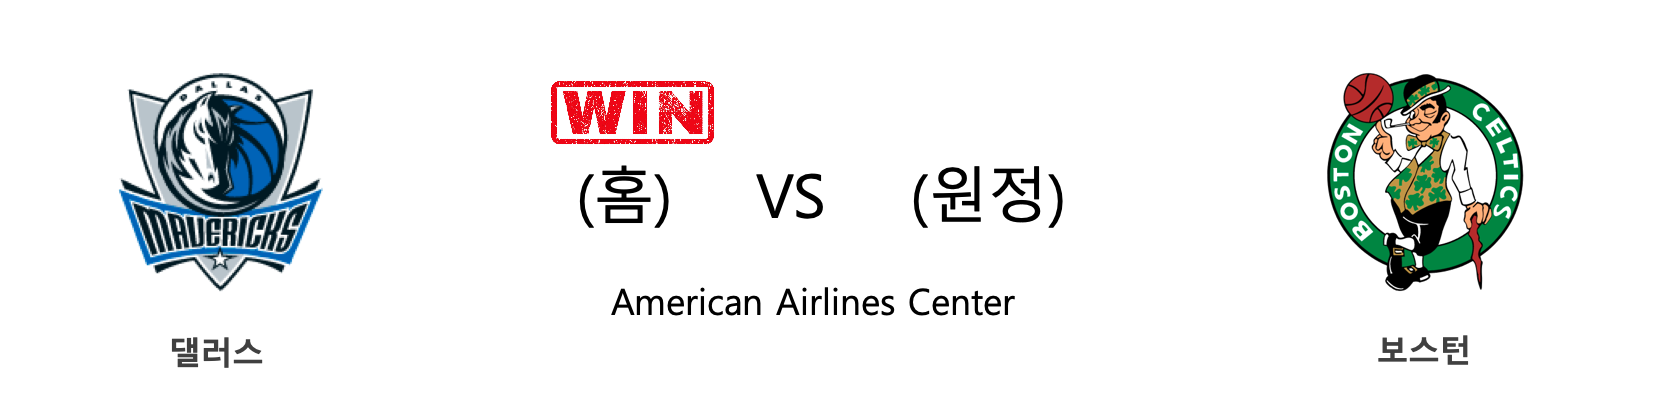 DALLAS
MAVERICKS
WIN
(홈) VS (원정)
American Airlines Center
BOSTON CELTICS
댈러스
보스턴